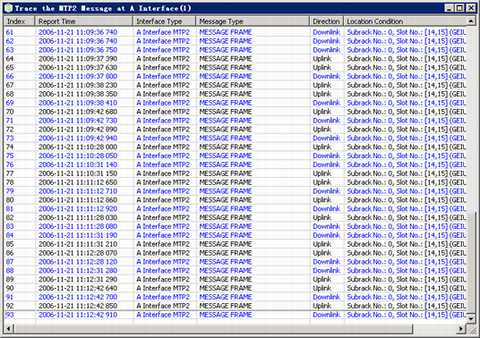 Trace the MTP2 Message at A Interface(1)
Index Report Time Interface Type Message Type Direction Location Condition
61 2006-11-21 11:09:36 740 A Interface MTP2 MESSAGE FRAME Downlink Subrack No.: 0, Slot No.: [14,15] (GEIU
62 2006-11-21 11:09:36 740 A Interface MTP2 MESSAGE FRAME Downlink Subrack No.: 0, Slot No.: [14,15] (GEIU
63 2006-11-21 11:09:36 750 A Interface MTP2 MESSAGE FRAME Downlink Subrack No.: 0, Slot No.: [14,15] (GEIU
64 2006-11-21 11:09:37 390 A Interface MTP2 MESSAGE FRAME Uplink Subrack No.: 0, Slot No.: [14,15] (GEIU
65 2006-11-21 11:09:37 630 A Interface MTP2 MESSAGE FRAME Uplink Subrack No.: 0, Slot No.: [14,15] (GEIU
66 2006-11-21 11:09:37 800 A Interface MTP2 MESSAGE FRAME Downlink Subrack No.: 0, Slot No.: [14,15] (GEIU
67 2006-11-21 11:09:38 230 A Interface MTP2 MESSAGE FRAME Uplink Subrack No.: 0, Slot No.: [14,15] (GEIU
68 2006-11-21 11:09:38 350 A Interface MTP2 MESSAGE FRAME Uplink Subrack No.: 0, Slot No.: [14,15] (GEIU
69 2006-11-21 11:09:38 410 A Interface MTP2 MESSAGE FRAME Downlink Subrack No.: 0, Slot No.: [14,15] (GEIU
70 2006-11-21 11:09:42 680 A Interface MTP2 MESSAGE FRAME Uplink Subrack No.: 0, Slot No.: [14,15] (GEIU
71 2006-11-21 11:09:42 730 A Interface MTP2 MESSAGE FRAME Downlink Subrack No.: 0, Slot No.: [14,15] (GEIU
72 2006-11-21 11:09:42 890 A Interface MTP2 MESSAGE FRAME Uplink Subrack No.: 0, Slot No.: [14,15] (GEIU
73 2006-11-21 11:09:42 940 A Interface MTP2 MESSAGE FRAME Downlink Subrack No.: 0, Slot No.: [14,15] (GEIU
74 2006-11-21 11:10:28 000 A Interface MTP2 MESSAGE FRAME Uplink Subrack No.: 0, Slot No.: [14,15] (GEIU
75 2006-11-21 11:10:28 050 A Interface MTP2 MESSAGE FRAME Downlink Subrack No.: 0, Slot No.: [14,15] (GEIU
76 2006-11-21 11:10:31 140 A Interface MTP2 MESSAGE FRAME Downlink Subrack No.: 0, Slot No.: [14,15] (GEIU
77 2006-11-21 11:10:31 150 A Interface MTP2 MESSAGE FRAME Uplink Subrack No.: 0, Slot No.: [14,15] (GEIU
78 2006-11-21 11:11:12 650 A Interface MTP2 MESSAGE FRAME Uplink Subrack No.: 0, Slot No.: [14,15] (GEIU
79 2006-11-21 11:11:12 710 A Interface MTP2 MESSAGE FRAME Downlink Subrack No.: 0, Slot No.: [14,15] (GEIU
80 2006-11-21 11:11:12 860 A Interface MTP2 MESSAGE FRAME Uplink Subrack No.: 0, Slot No.: [14,15] (GEIU
81 2006-11-21 11:11:12 920 A Interface MTP2 MESSAGE FRAME Downlink Subrack No.: 0, Slot No.: [14,15] (GEIU
82 2006-11-21 11:11:28 030 A Interface MTP2 MESSAGE FRAME Uplink Subrack No.: 0, Slot No.: [14,15] (GEIU
83 2006-11-21 11:11:28 080 A Interface MTP2 MESSAGE FRAME Downlink Subrack No.: 0, Slot No.: [14,15] (GEIU
84 2006-11-21 11:11:31 190 A Interface MTP2 MESSAGE FRAME Downlink Subrack No.: 0, Slot No.: [14,15] (GEIU
85 2006-11-21 11:11:31 210 A Interface MTP2 MESSAGE FRAME Uplink Subrack No.: 0, Slot No.: [14,15] (GEIU
86 2006-11-21 11:12:28 070 A Interface MTP2 MESSAGE FRAME Uplink Subrack No.: 0, Slot No.: [14,15] (GEIU
87 2006-11-21 11:12:28 120 A Interface MTP2 MESSAGE FRAME Downlink Subrack No.: 0, Slot No.: [14,15] (GEIU
88 2006-11-21 11:12:31 280 A Interface MTP2 MESSAGE FRAME Downlink Subrack No.: 0, Slot No.: [14,15] (GEIU
89 2006-11-21 11:12:31 290 A Interface MTP2 MESSAGE FRAME Uplink Subrack No.: 0, Slot No.: [14,15] (GEIU
90 2006-11-21 11:12:42 640 A Interface MTP2 MESSAGE FRAME Uplink Subrack No.: 0, Slot No.: [14,15] (GEIU
91 2006-11-21 11:12:42 700 A Interface MTP2 MESSAGE FRAME Downlink Subrack No.: 0, Slot No.: [14,15] (GEIU
92 2006-11-21 11:12:42 850 A Interface MTP2 MESSAGE FRAME Uplink Subrack No.: 0, Slot No.: [14,15] (GEIU
93 2006-11-21 11:12:42 910 A Interface MTP2 MESSAGE FRAME Downlink Subrack No.: 0, Slot No.: [14,15] (GEIU